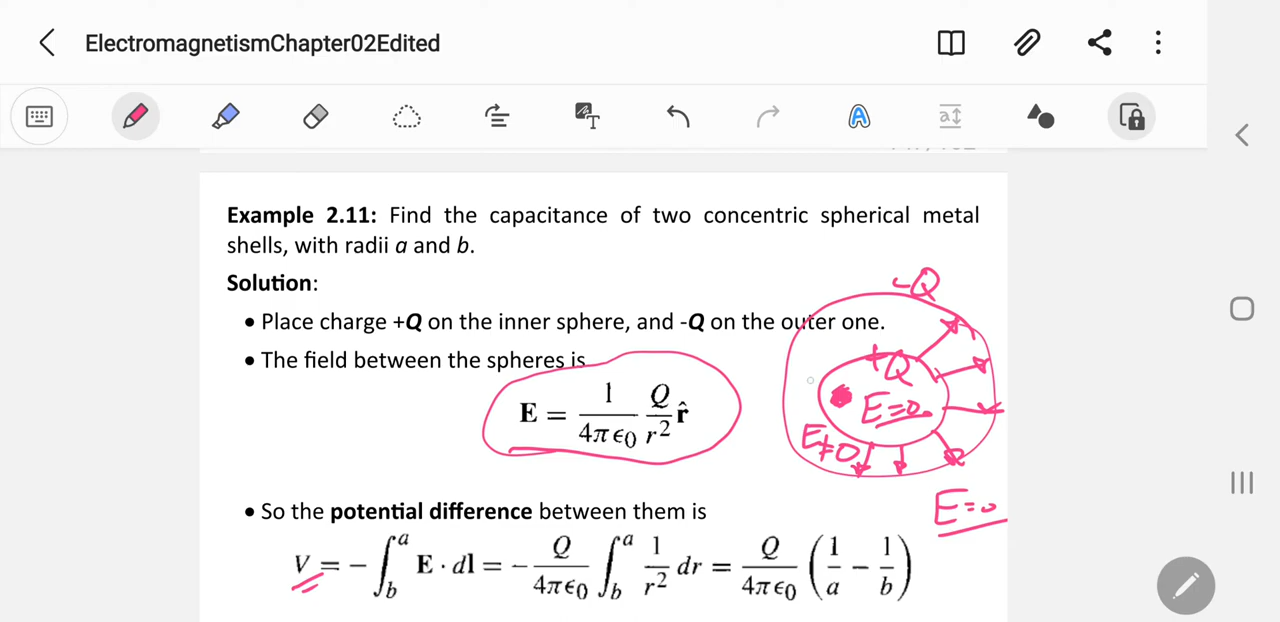 ElectromagnetismChapter02Edited
Example 2.11: Find the capacitance of two concentric spherical metal
shells, with radii a and b.
Solution:
-Q
• Place charge +Q on the inner sphere, and -Q on the outer one.
• The field between the spheres is
+Q
E = 1/4πϵ₀ Q/r² r̂
E=0
E≠0
E=0
• So the potential difference between them is
V = -∫_b^a E · dl = - Q/4πϵ₀ ∫_b^a 1/r² dr = Q/4πϵ₀ (1/a - 1/b)